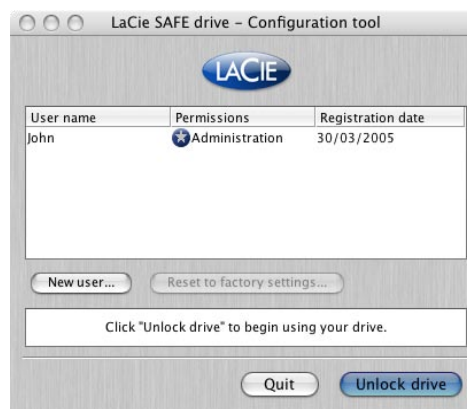 LaCie SAFE drive – Configuration tool
LACIE
User name Permissions Registration date
John Administration 30/03/2005
New user... Reset to factory settings...
Click "Unlock drive" to begin using your drive.
Quit Unlock drive